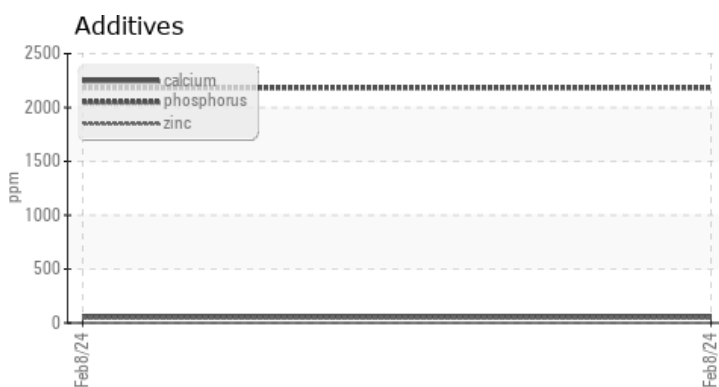 Additives
2500
2000
1500
1000
500
0
ppm
calcium
phosphorus
zinc
Feb8/24
Feb8/24